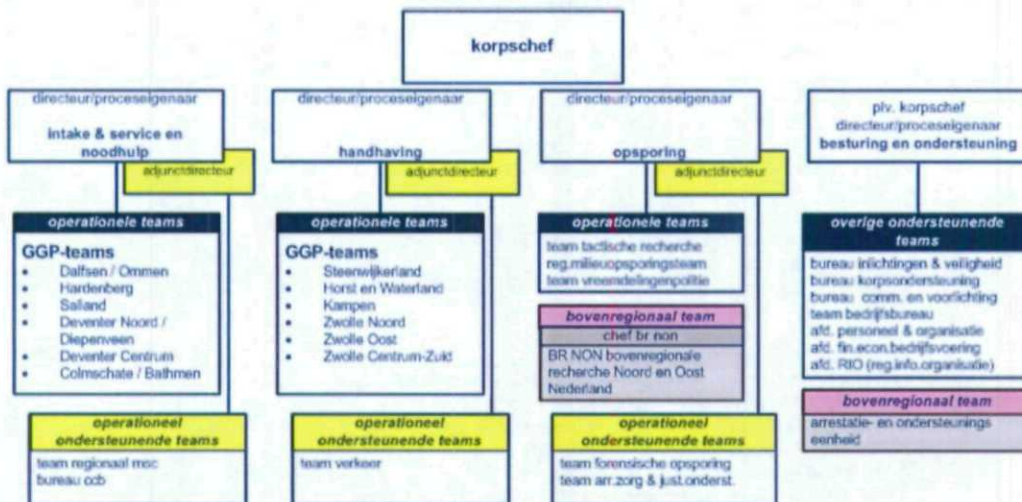 korpschef
directeur/proceseigenaar
intake & service en
noodhulp
adjunctdirecteur
operationele teams
GGP-teams
• Dalfsen / Ommen
• Hardenberg
• Salland
• Deventer Noord /
Diepenveen
• Deventer Centrum
• Colmschate / Bathmen
operationeel
ondersteunende teams
team regionaal msc
bureau ccb
directeur/proceseigenaar
handhaving
adjunctdirecteur
operationele teams
GGP-teams
• Steenwijkerland
• Horst en Waterland
• Kampen
• Zwolle Noord
• Zwolle Oost
• Zwolle Centrum-Zuid
operationeel
ondersteunende teams
team verkeer
directeur/proceseigenaar
opsporing
adjunctdirecteur
operationele teams
team tactische recherche
reg.milieuopsporingsteam
team vreemdelingenpolitie
bovenregionaal team
chef br non
BR NON bovenregionale
recherche Noord en Oost
Nederland
operationeel
ondersteunende teams
team forensische opsporing
team arr.zorg & just.onderst.
plv. korpschef
directeur/proceseigenaar
besturing en ondersteuning
overige ondersteunende
teams
bureau inlichtingen & veiligheid
bureau korpsondersteuning
bureau comm. en voorlichting
team bedrijfsbureau
afd. personeel & organisatie
afd. fin.econ.bedrijfsvoering
afd. RIO (reg.info.organisatie)
bovenregionaal team
arrestatie- en ondersteunings
eenheid